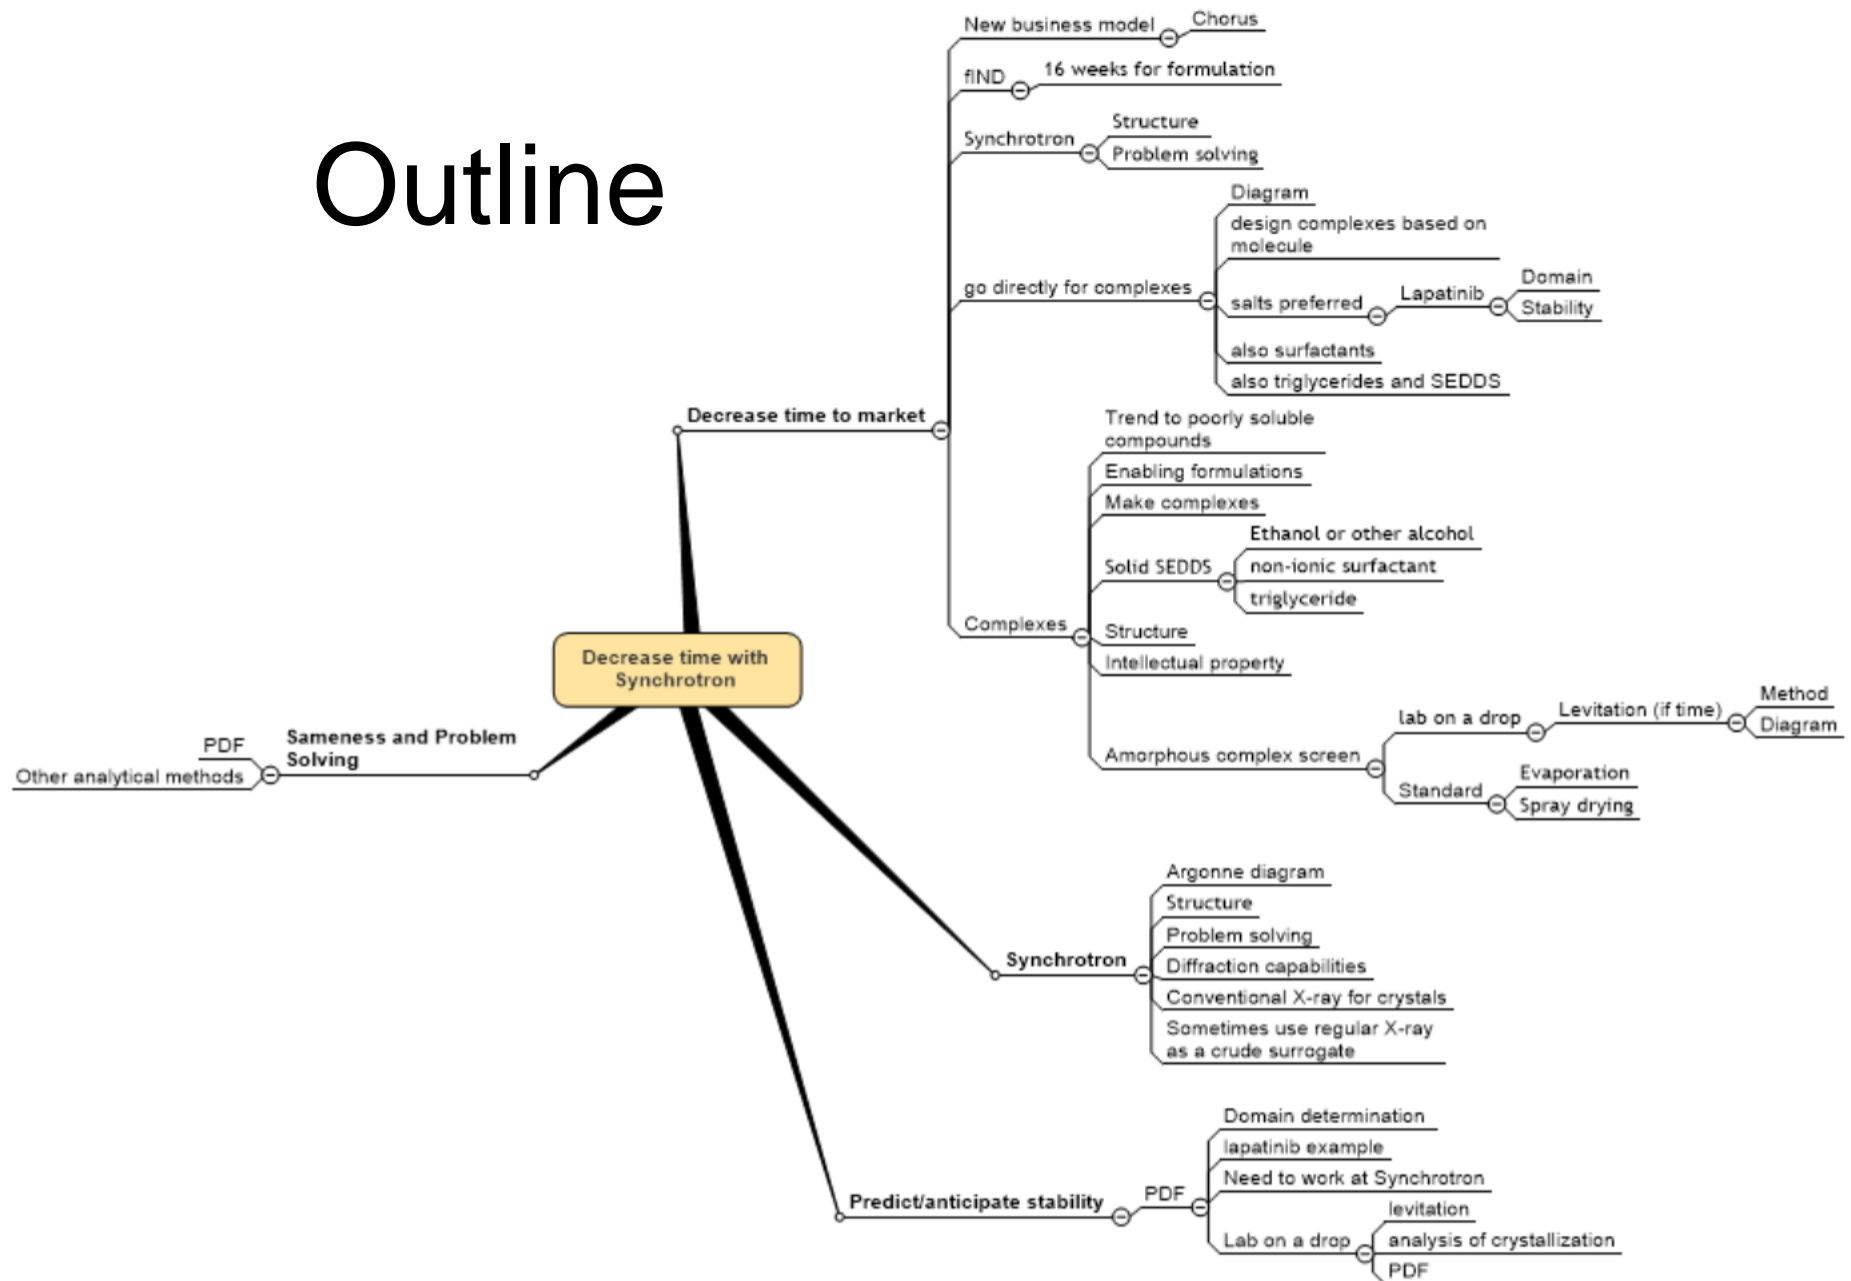 Outline
New business model
Chorus
fIND
16 weeks for formulation
Synchrotron
Structure
Problem solving
go directly for complexes
Diagram
design complexes based on
molecule
salts preferred
Lapatinib
Domain
Stability
also surfactants
also triglycerides and SEDDS
Decrease time to market
Complexes
Trend to poorly soluble
compounds
Enabling formulations
Make complexes
Solid SEDDS
Ethanol or other alcohol
non-ionic surfactant
triglyceride
Structure
Intellectual property
Amorphous complex screen
lab on a drop
Levitation (if time)
Method
Diagram
Standard
Evaporation
Spray drying
Decrease time with
Synchrotron
Sameness and Problem
Solving
PDF
Other analytical methods
Synchrotron
Argonne diagram
Structure
Problem solving
Diffraction capabilities
Conventional X-ray for crystals
Sometimes use regular X-ray
as a crude surrogate
Predict/anticipate stability
PDF
Domain determination
lapatinib example
Need to work at Synchrotron
Lab on a drop
levitation
analysis of crystallization
PDF